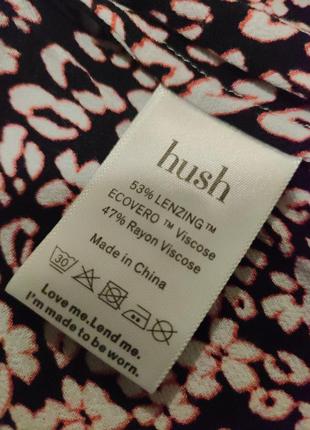 hush
53% LENZING™
ECOVERO™ Viscose
47% Rayon Viscose
Made in China
30
Love me. Lend me.
I'm made to be worn.